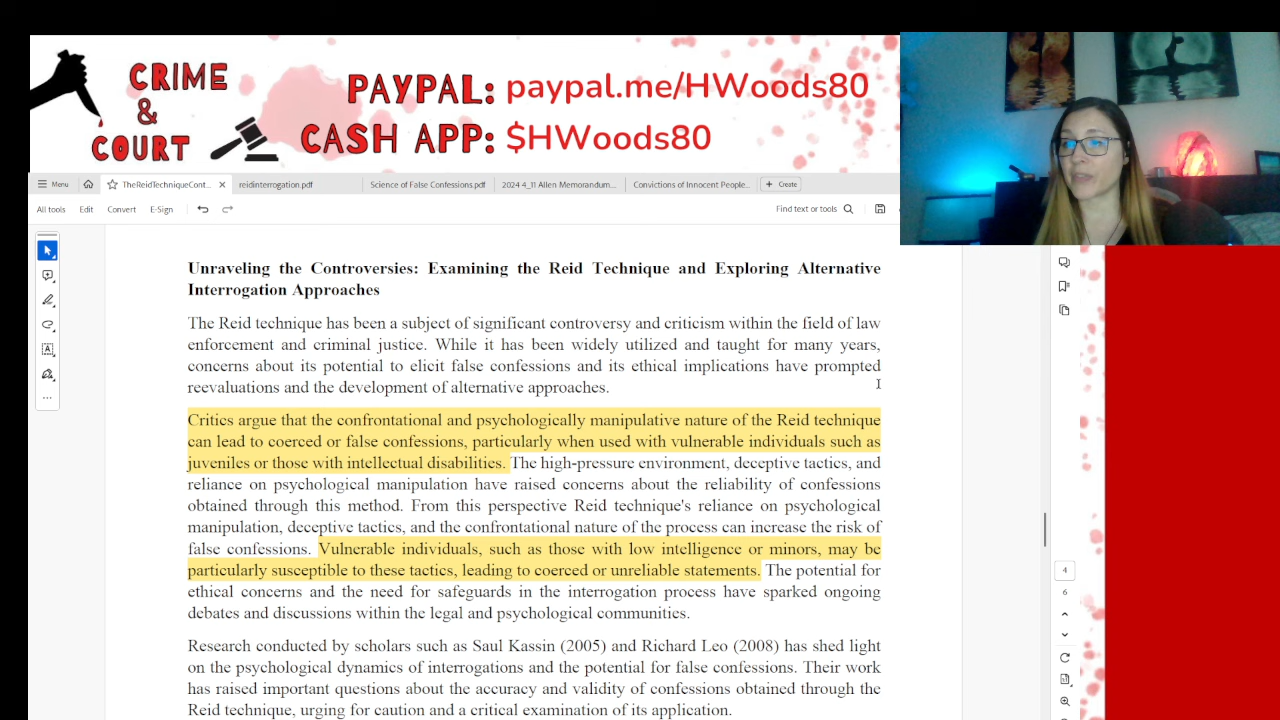 CRIME
&
COURT
PAYPAL: paypal.me/HWoods80
CASH APP: $HWoods80
Menu
TheReidTechniqueCont...
reidinterrogation.pdf
Science of False Confessions.pdf
2024 4_11 Allen Memorandum...
Convictions of Innocent People...
+ Create
All tools Edit Convert E-Sign
Find text or tools
Unraveling the Controversies: Examining the Reid Technique and Exploring Alternative
Interrogation Approaches
The Reid technique has been a subject of significant controversy and criticism within the field of law
enforcement and criminal justice. While it has been widely utilized and taught for many years,
concerns about its potential to elicit false confessions and its ethical implications have prompted
reevaluations and the development of alternative approaches.
Critics argue that the confrontational and psychologically manipulative nature of the Reid technique
can lead to coerced or false confessions, particularly when used with vulnerable individuals such as
juveniles or those with intellectual disabilities. The high-pressure environment, deceptive tactics, and
reliance on psychological manipulation have raised concerns about the reliability of confessions
obtained through this method. From this perspective Reid technique's reliance on psychological
manipulation, deceptive tactics, and the confrontational nature of the process can increase the risk of
false confessions. Vulnerable individuals, such as those with low intelligence or minors, may be
particularly susceptible to these tactics, leading to coerced or unreliable statements. The potential for
ethical concerns and the need for safeguards in the interrogation process have sparked ongoing
debates and discussions within the legal and psychological communities.
Research conducted by scholars such as Saul Kassin (2005) and Richard Leo (2008) has shed light
on the psychological dynamics of interrogations and the potential for false confessions. Their work
has raised important questions about the accuracy and validity of confessions obtained through the
Reid technique, urging for caution and a critical examination of its application.
4
6